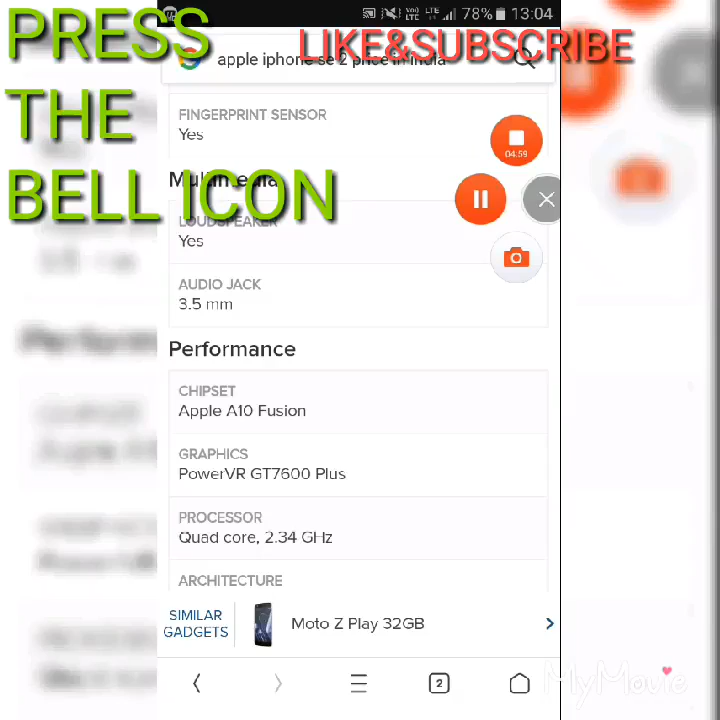 78% 13:04
PRESS
THE
BELL ICON
LIKE&SUBSCRIBE
apple iphone se 2 price in india
FINGERPRINT SENSOR
Yes
04:59
Multimedia
LOUDSPEAKER
Yes
AUDIO JACK
3.5 mm
Performance
CHIPSET
Apple A10 Fusion
GRAPHICS
PowerVR GT7600 Plus
PROCESSOR
Quad core, 2.34 GHz
ARCHITECTURE
SIMILAR
GADGETS
Moto Z Play 32GB
2
MyMovie